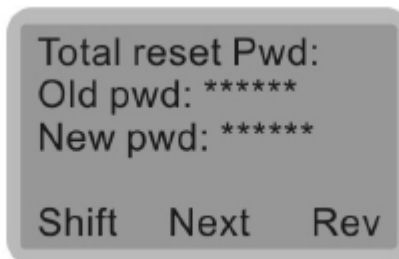 Total reset Pwd:
Old pwd: ******
New pwd: ******
Shift Next Rev